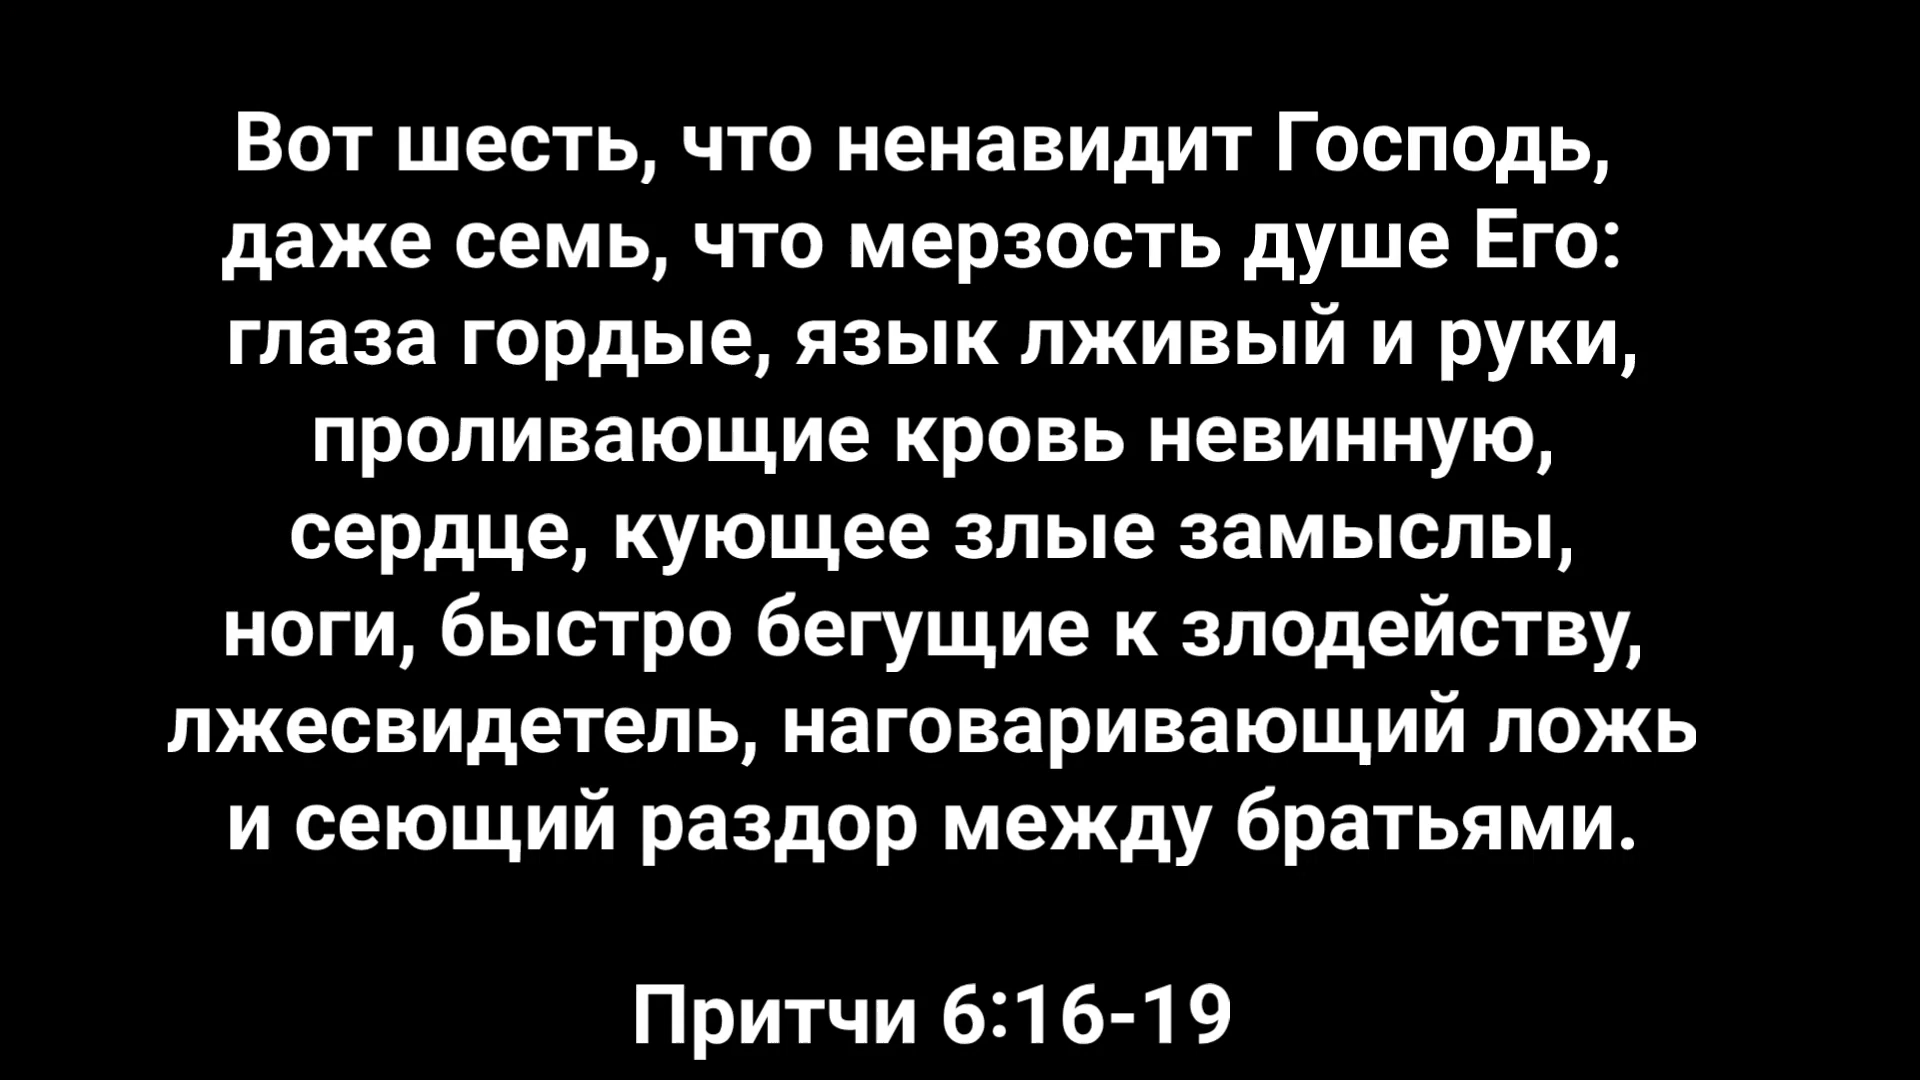 Вот шесть, что ненавидит Господь,
даже семь, что мерзость душе Его:
глаза гордые, язык лживый и руки,
проливающие кровь невинную,
сердце, кующее злые замыслы,
ноги, быстро бегущие к злодейству,
лжесвидетель, наговаривающий ложь
и сеющий раздор между братьями.
Притчи 6:16-19